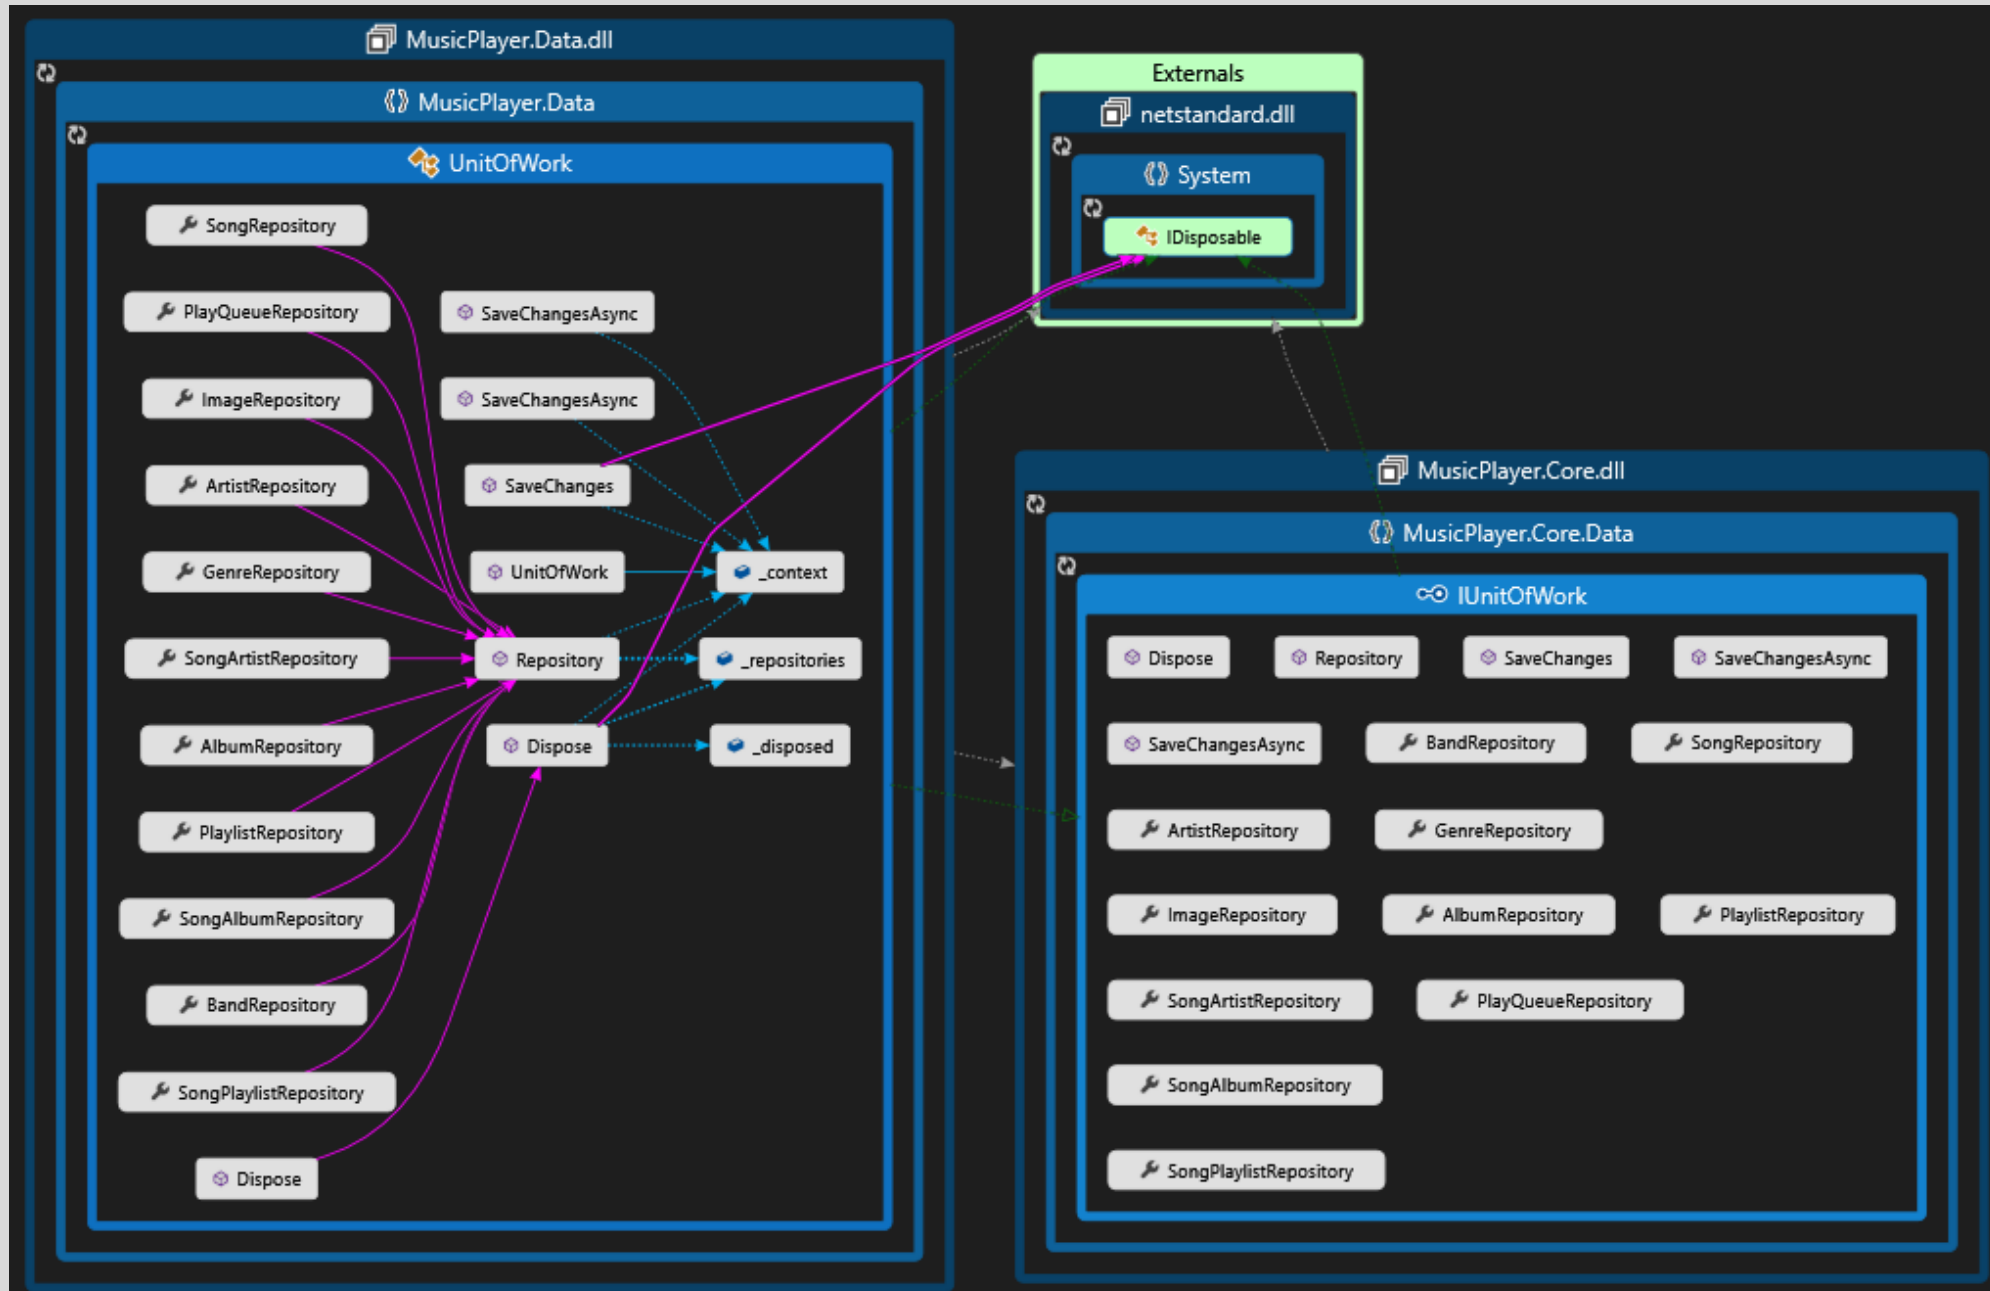 MusicPlayer.Data.dll
MusicPlayer.Data
UnitOfWork
SongRepository
PlayQueueRepository
SaveChangesAsync
ImageRepository
SaveChangesAsync
ArtistRepository
SaveChanges
GenreRepository
UnitOfWork
_context
SongArtistRepository
Repository
_repositories
AlbumRepository
Dispose
_disposed
PlaylistRepository
SongAlbumRepository
BandRepository
SongPlaylistRepository
Dispose
Externals
netstandard.dll
System
IDisposable
MusicPlayer.Core.dll
MusicPlayer.Core.Data
IUnitOfWork
Dispose
Repository
SaveChanges
SaveChangesAsync
SaveChangesAsync
BandRepository
SongRepository
ArtistRepository
GenreRepository
ImageRepository
AlbumRepository
PlaylistRepository
SongArtistRepository
PlayQueueRepository
SongAlbumRepository
SongPlaylistRepository